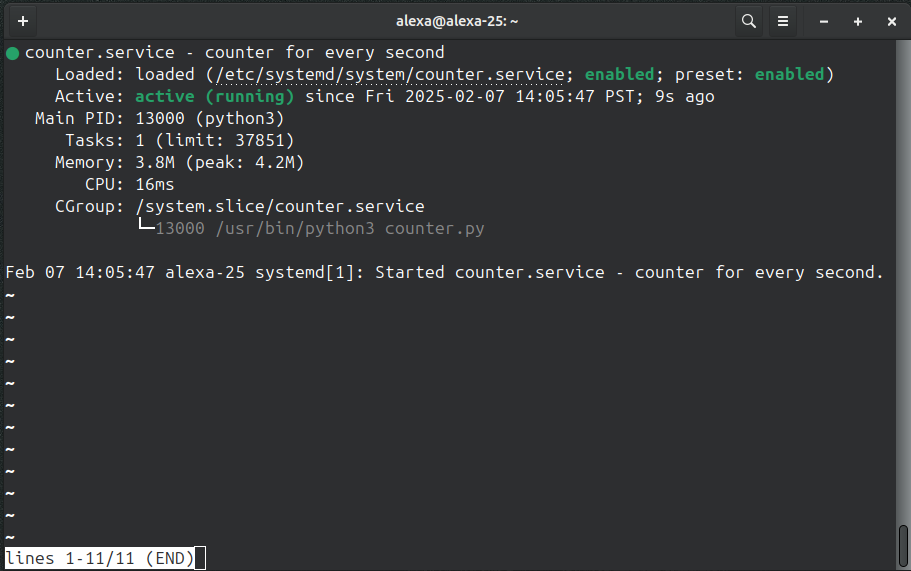 alexa@alexa-25: ~
● counter.service - counter for every second
Loaded: loaded (/etc/systemd/system/counter.service; enabled; preset: enabled)
Active: active (running) since Fri 2025-02-07 14:05:47 PST; 9s ago
Main PID: 13000 (python3)
Tasks: 1 (limit: 37851)
Memory: 3.8M (peak: 4.2M)
CPU: 16ms
CGroup: /system.slice/counter.service
└─13000 /usr/bin/python3 counter.py
Feb 07 14:05:47 alexa-25 systemd[1]: Started counter.service - counter for every second.
~
~
~
~
~
~
~
~
~
~
~
~
lines 1-11/11 (END)